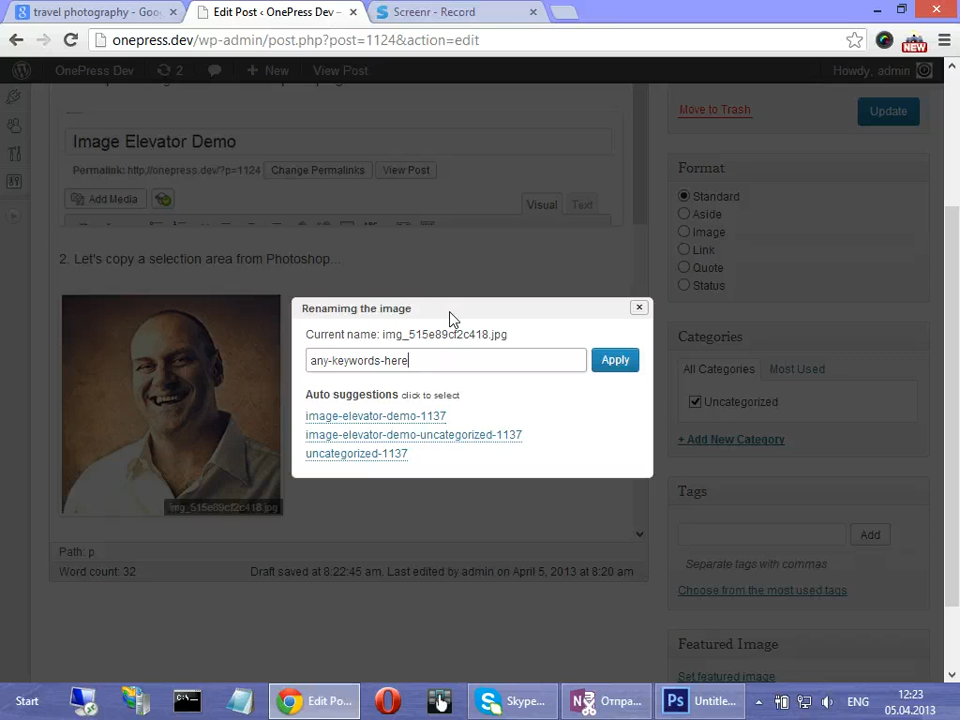 travel photography - Goo
Edit Post ‹ OnePress Dev –
Screenr - Record
onepress.dev/wp-admin/post.php?post=1124&action=edit
NEW
OnePress Dev
2
New
View Post
Howdy, admin
Image Elevator Demo
Permalink: http://onepress.dev/?p=1124
Change Permalinks
View Post
Add Media
Visual
Text
2. Let's copy a selection area from Photoshop...
img_515e89cf2c418.jpg
Path: p
Word count: 32
Draft saved at 8:22:45 am. Last edited by admin on April 5, 2013 at 8:20 am
Renamimg the image
Current name: img_515e89cf2c418.jpg
any-keywords-here
Apply
Auto suggestions click to select
image-elevator-demo-1137
image-elevator-demo-uncategorized-1137
uncategorized-1137
Move to Trash
Update
Format
Standard
Aside
Image
Link
Quote
Status
Categories
All Categories
Most Used
Uncategorized
+ Add New Category
Tags
Add
Separate tags with commas
Choose from the most used tags
Featured Image
Set featured image
Start
Edit Po...
Skype...
Отпра...
Ps
Untitle...
ENG
12:23
05.04.2013